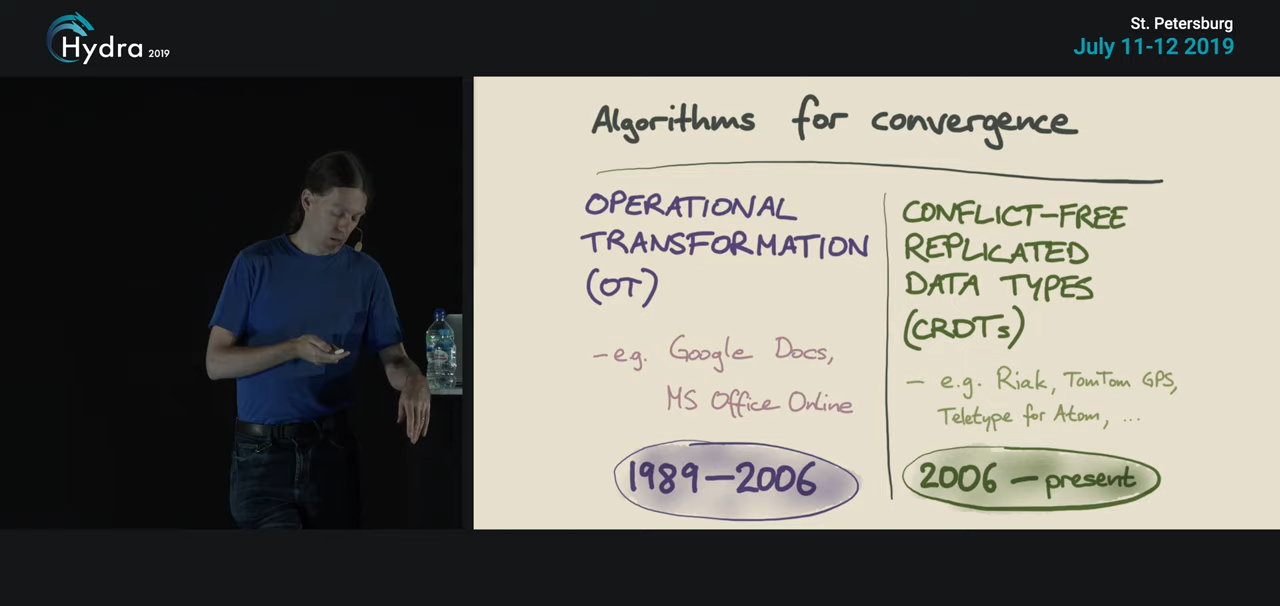 Hydra 2019
St. Petersburg
July 11-12 2019
Algorithms for convergence
OPERATIONAL
TRANSFORMATION
(OT)
- e.g. Google Docs,
MS Office Online
1989-2006
CONFLICT-FREE
REPLICATED
DATA TYPES
(CRDTs)
- e.g. Riak, TomTom GPS,
Teletype for Atom, ...
2006 - present